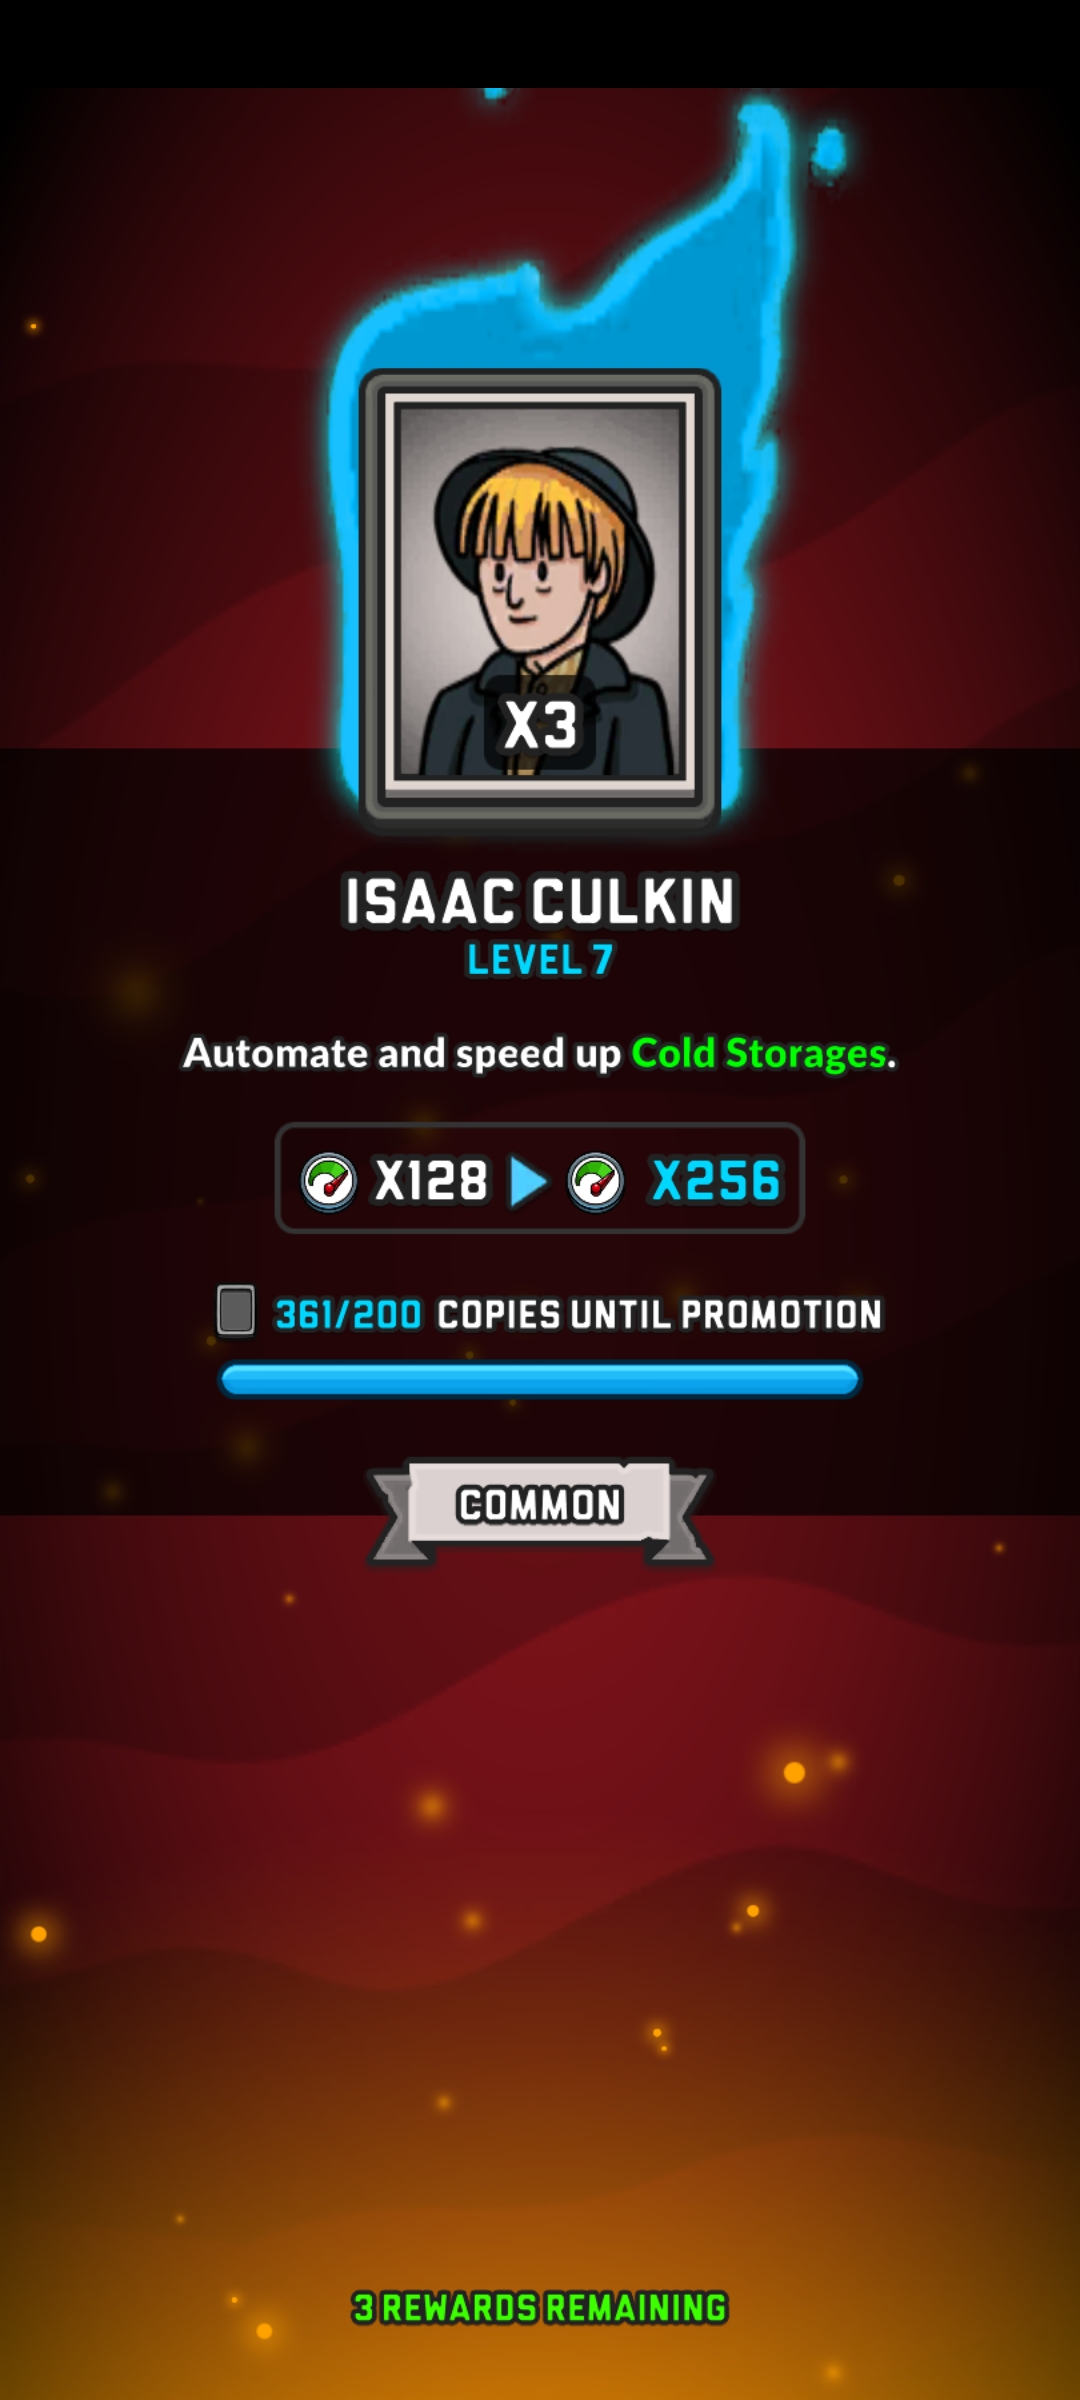 X3
ISAAC CULKIN
LEVEL 7
Automate and speed up Cold Storages.
X128 X256
361/200 COPIES UNTIL PROMOTION
COMMON
3 REWARDS REMAINING